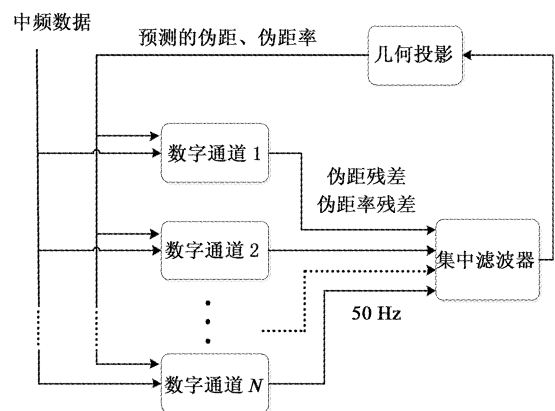 中频数据
预测的伪距、伪距率
几何投影
数字通道 1
伪距残差
伪距率残差
数字通道 2
集中滤波器
50 Hz
数字通道 N